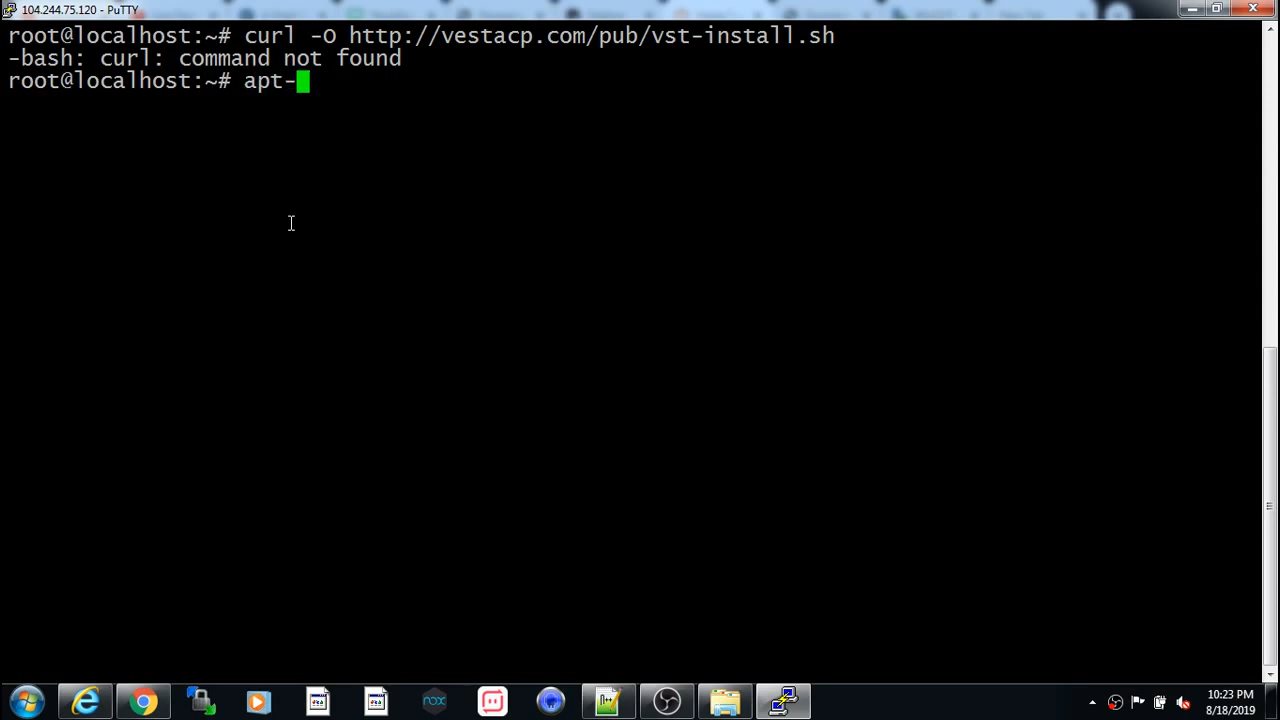 104.244.75.120 - PuTTY
root@localhost:~# curl -O http://vestacp.com/pub/vst-install.sh
-bash: curl: command not found
root@localhost:~# apt-
nox
10:23 PM
8/18/2019